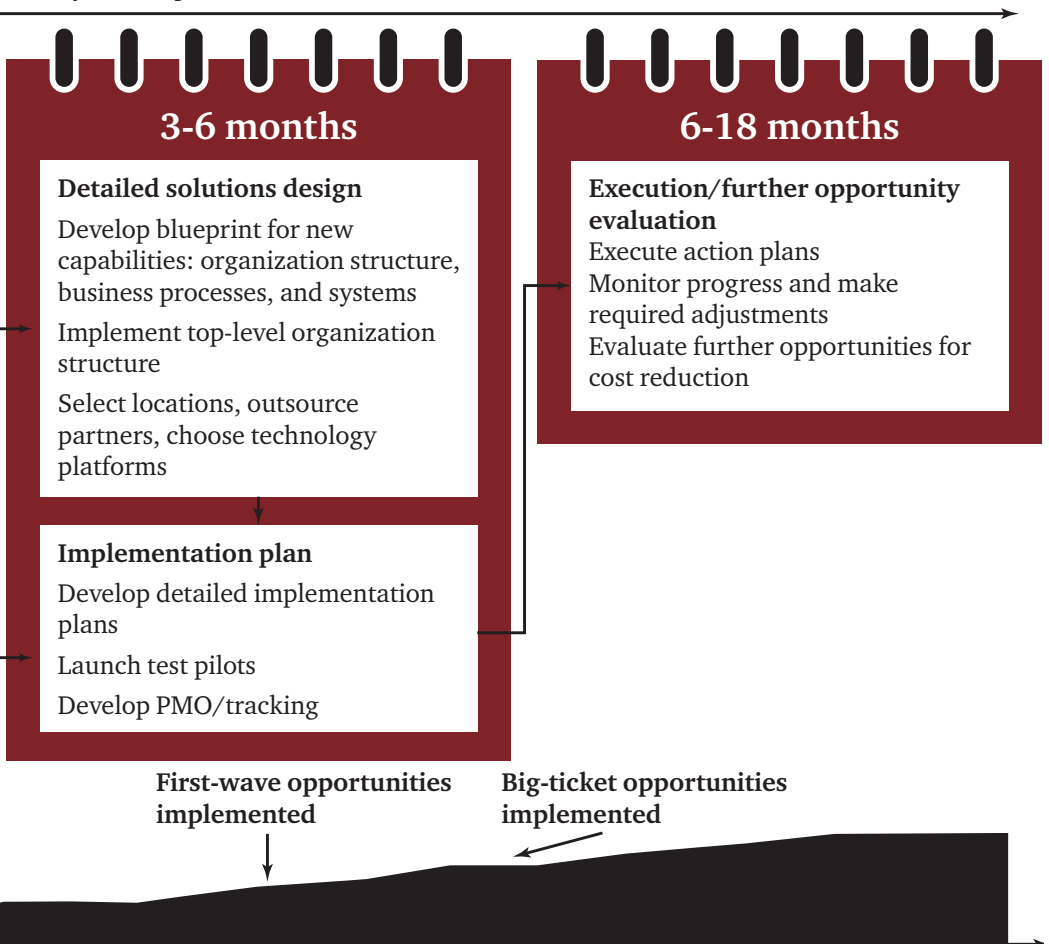 3-6 months
Detailed solutions design
Develop blueprint for new
capabilities: organization structure,
business processes, and systems
Implement top-level organization
structure
Select locations, outsource
partners, choose technology
platforms
Implementation plan
Develop detailed implementation
plans
Launch test pilots
Develop PMO/tracking
6-18 months
Execution/further opportunity
evaluation
Execute action plans
Monitor progress and make
required adjustments
Evaluate further opportunities for
cost reduction
First-wave opportunities
implemented
Big-ticket opportunities
implemented